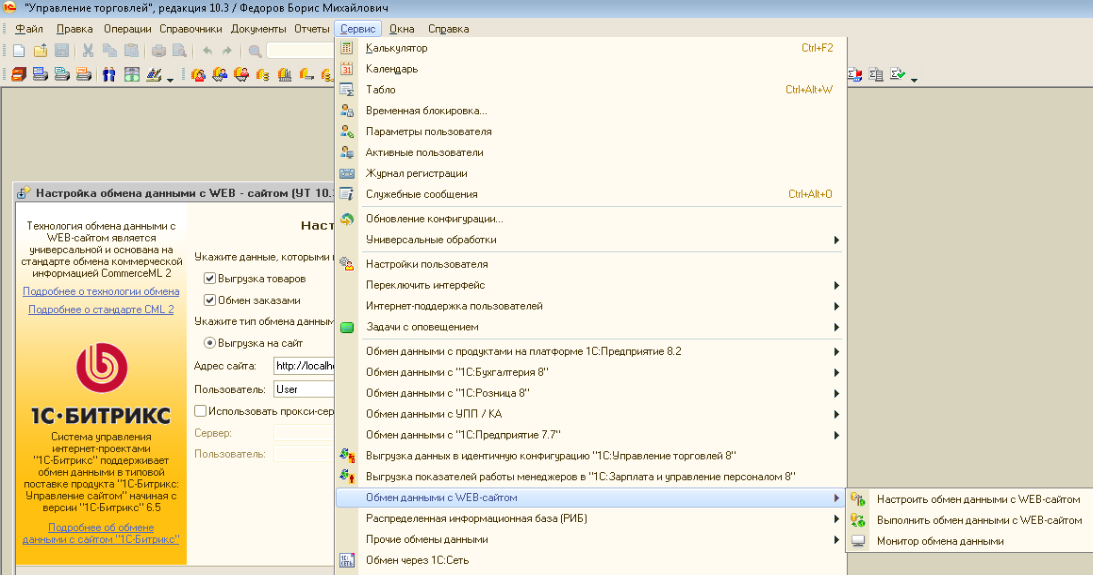 "Управление торговлей", редакция 10.3 / Федоров Борис Михайлович
Файл Правка Операции Справочники Документы Отчеты Сервис Окна Справка
Калькулятор Ctrl+F2
Календарь
Табло Ctrl+Alt+W
Временная блокировка...
Параметры пользователя
Активные пользователи
Журнал регистрации
Служебные сообщения Ctrl+Alt+O
Обновление конфигурации...
Универсальные обработки
Настройки пользователя
Переключить интерфейс
Интернет-поддержка пользователей
Задачи с оповещением
Обмен данными с продуктами на платформе 1С:Предприятие 8.2
Обмен данными с "1С:Бухгалтерия 8"
Обмен данными с "1С:Розница 8"
Обмен данными с УПП / КА
Обмен данными с "1С:Предприятие 7.7"
Выгрузка данных в идентичную конфигурацию "1С:Управление торговлей 8"
Выгрузка показателей работы менеджеров в "1С:Зарплата и управление персоналом 8"
Обмен данными с WEB-сайтом
Распределенная информационная база (РИБ)
Прочие обмены данными
Обмен через 1С:Сеть
Настроить обмен данными с WEB-сайтом
Выполнить обмен данными с WEB-сайтом
Монитор обмена данными
Настройка обмена данными с WEB - сайтом (УТ 10.3
Технология обмена данными с
WEB-сайтом является
универсальной и основана на
стандарте обмена коммерческой
информацией CommerceML 2
Подробнее о технологии обмена
Подробнее о стандарте CML 2
1С·БИТРИКС
Система управления
интернет-проектами
"1С-Битрикс" поддерживает
обмен данными в типовой
поставке продукта "1С-Битрикс:
Управление сайтом" начиная с
версии "1С-Битрикс" 6.5
Подробнее об обмене
данными с сайтом "1С-Битрикс"
Наст
Укажите данные, которыми
Выгрузка товаров
Обмен заказами
Укажите тип обмена данным
Выгрузка на сайт
Адрес сайта: http://localh
Пользователь: User
Использовать прокси-сер
Сервер:
Пользователь: